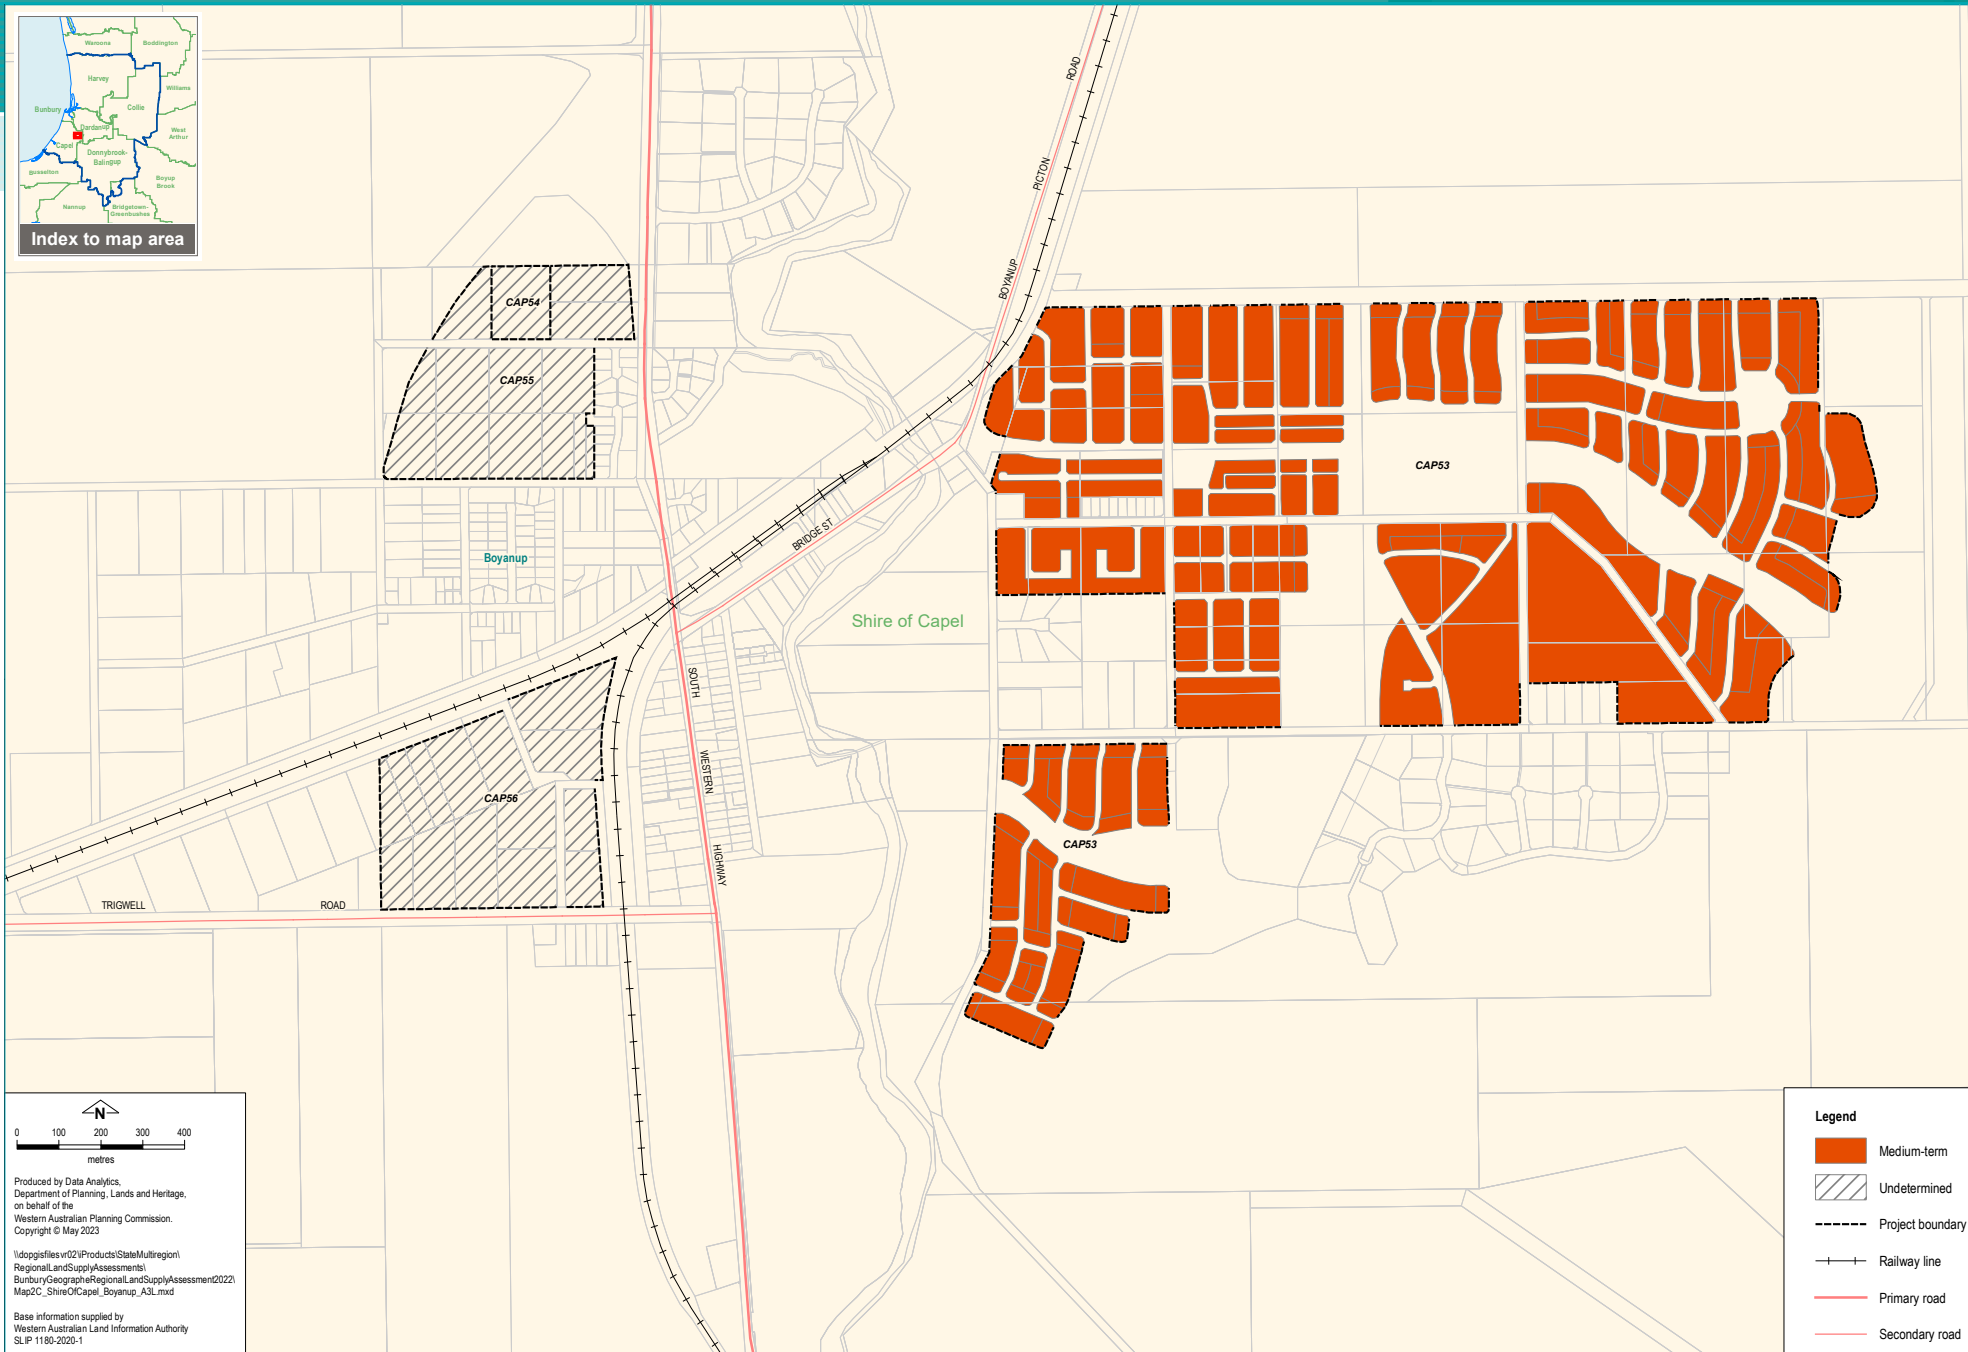 Waroona
Boddington
Harvey
Williams
Bunbury
Collie
Dardanup
West
Arthur
Capel
Donnybrook-
Balingup
Busselton
Boyup
Brook
Nannup
Bridgetown-
Greenbushes
Index to map area
ROAD
PICTON
BOYANUP
CAP54
CAP55
CAP53
BRIDGE ST
Boyanup
Shire of Capel
SOUTH
WESTERN
HIGHWAY
CAP56
CAP53
TRIGWELL
ROAD
N
0 100 200 300 400
metres
Produced by Data Analytics,
Department of Planning, Lands and Heritage,
on behalf of the
Western Australian Planning Commission.
Copyright © May 2023
\\dopgisfilesvr02\iProducts\StateMultiregion\
RegionalLandSupplyAssessments\
BunburyGeographeRegionalLandSupplyAssessment2022\
Map2C_ShireOfCapel_Boyanup_A3L.mxd
Base information supplied by
Western Australian Land Information Authority
SLIP 1180-2020-1
Legend
Medium-term
Undetermined
Project boundary
Railway line
Primary road
Secondary road